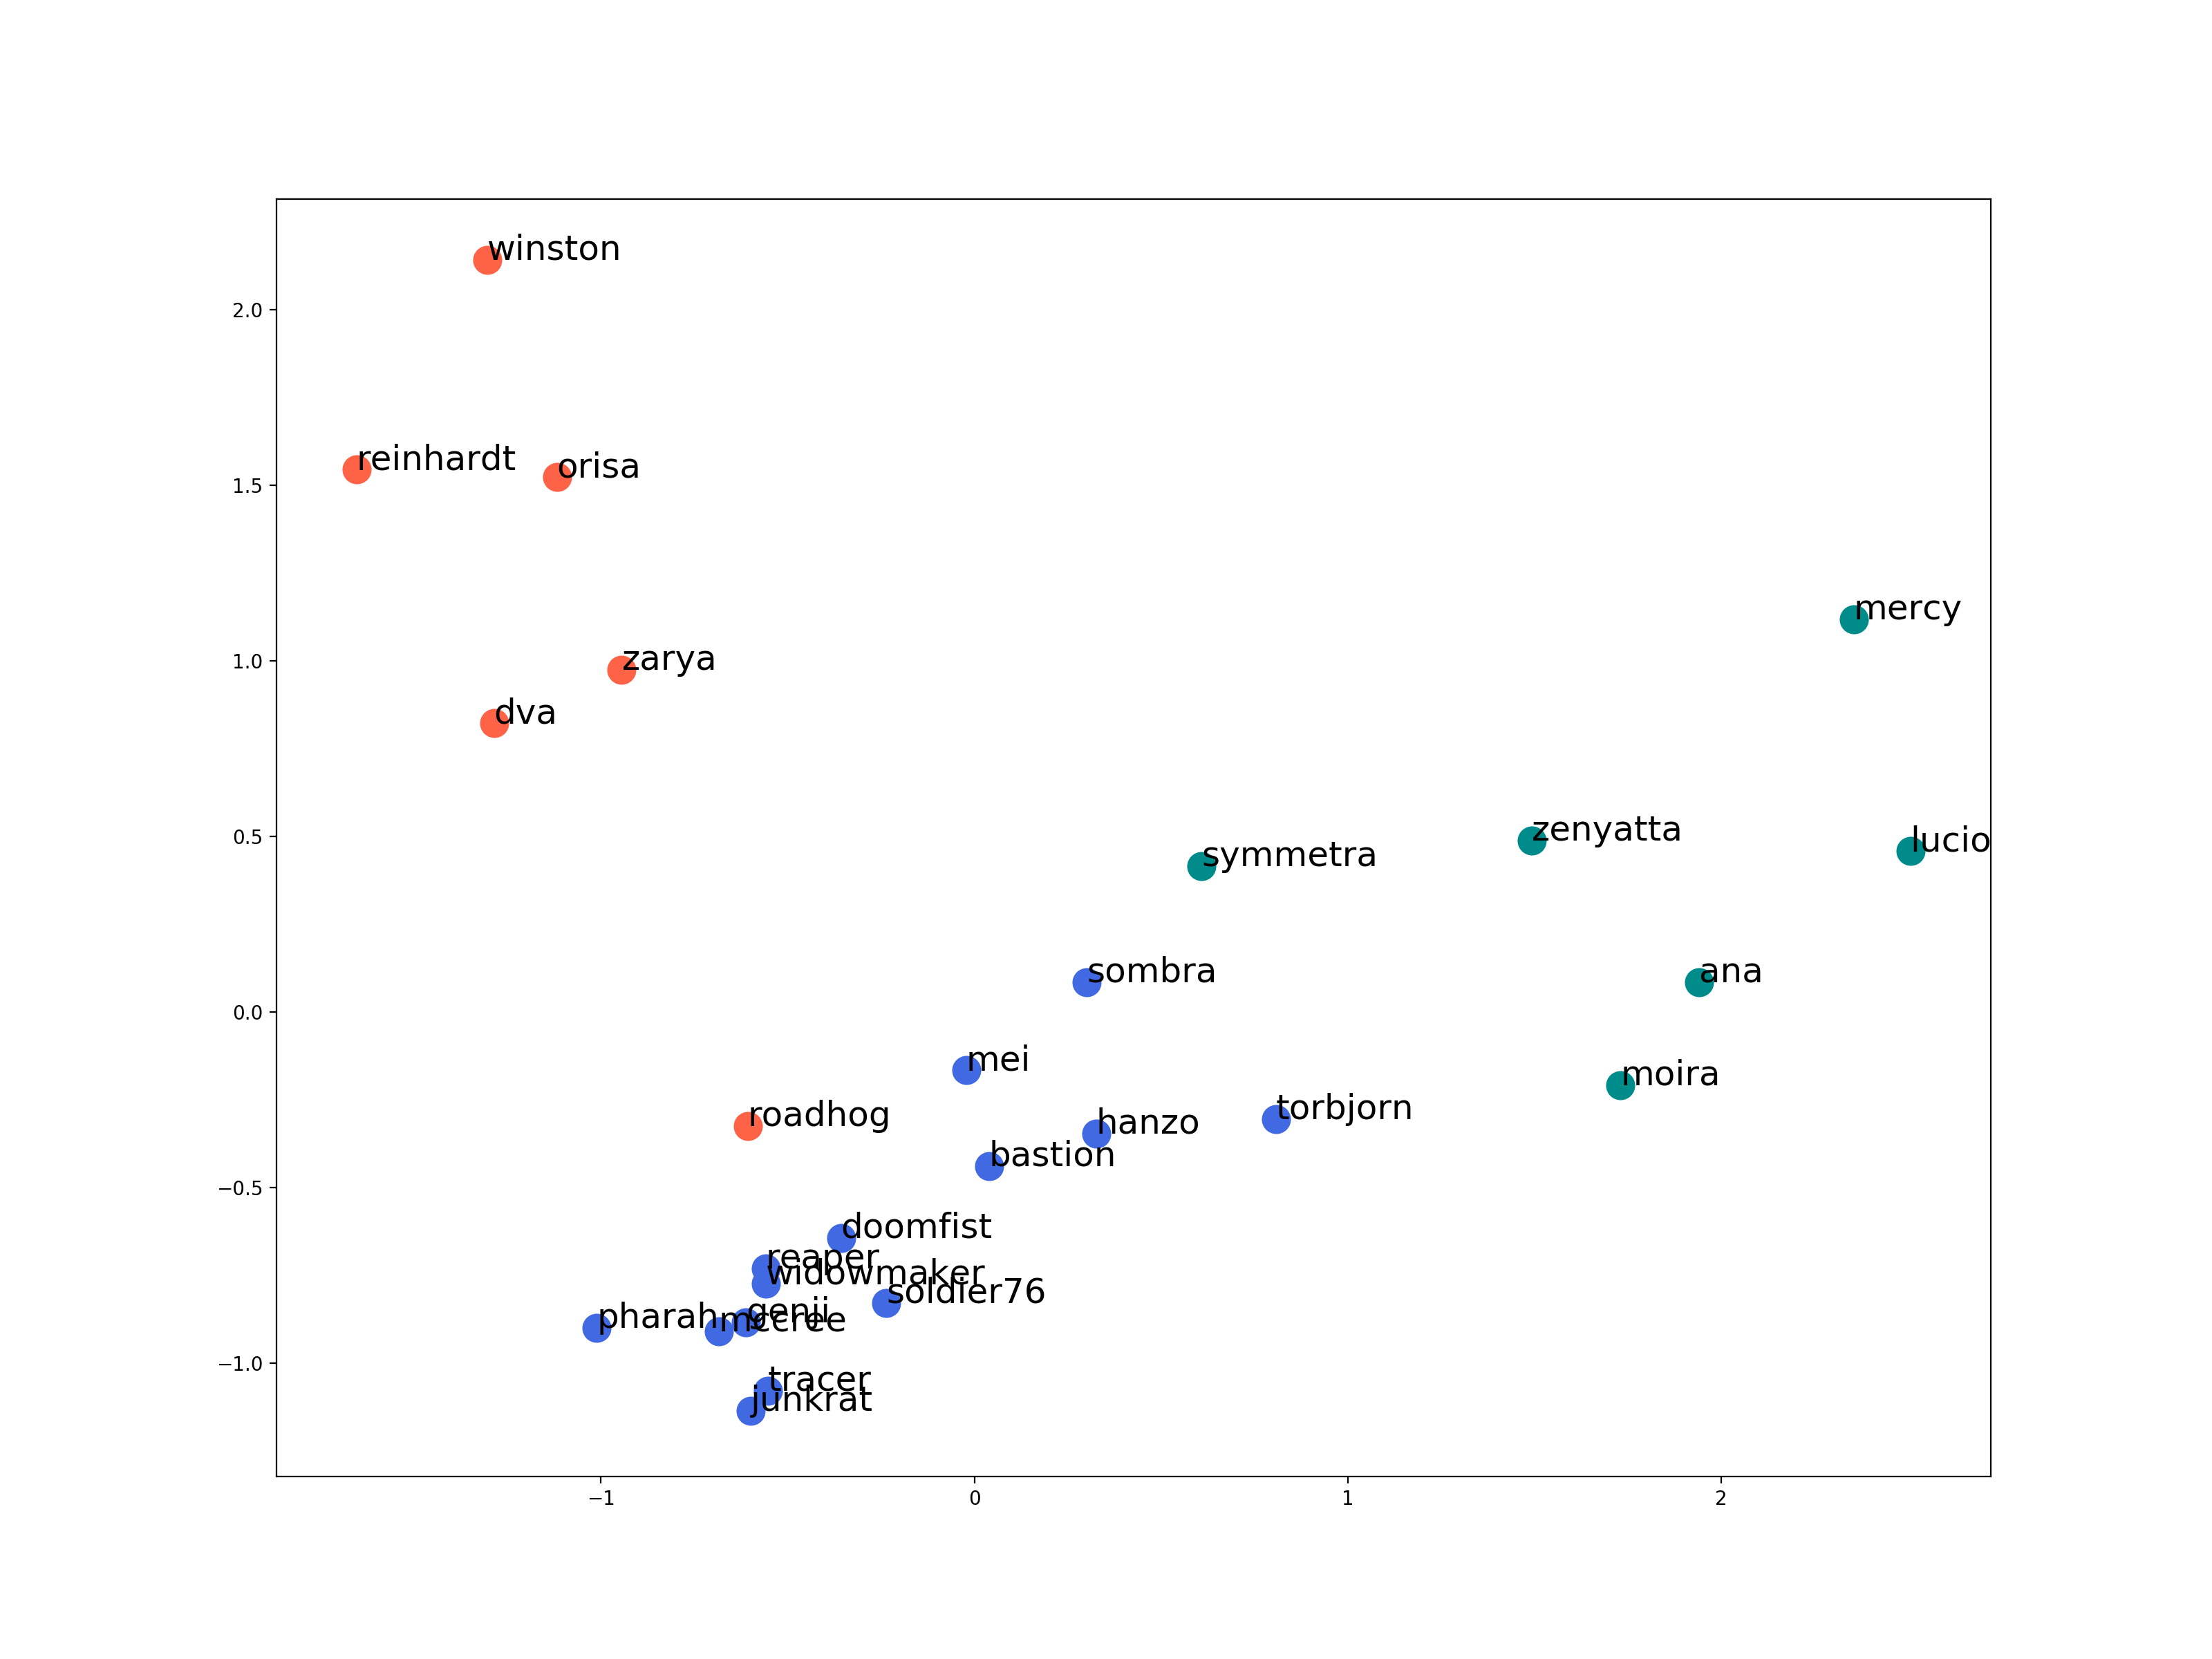 winston
2.0
reinhardt
orisa
1.5
mercy
zarya
1.0
dva
zenyatta
lucio
0.5
symmetra
sombra
ana
0.0
mei
moira
torbjorn
roadhog
hanzo
bastion
−0.5
doomfist
reaper
widowmaker
soldier76
genji
pharah
mccree
−1.0
tracer
junkrat
−1 0 1 2